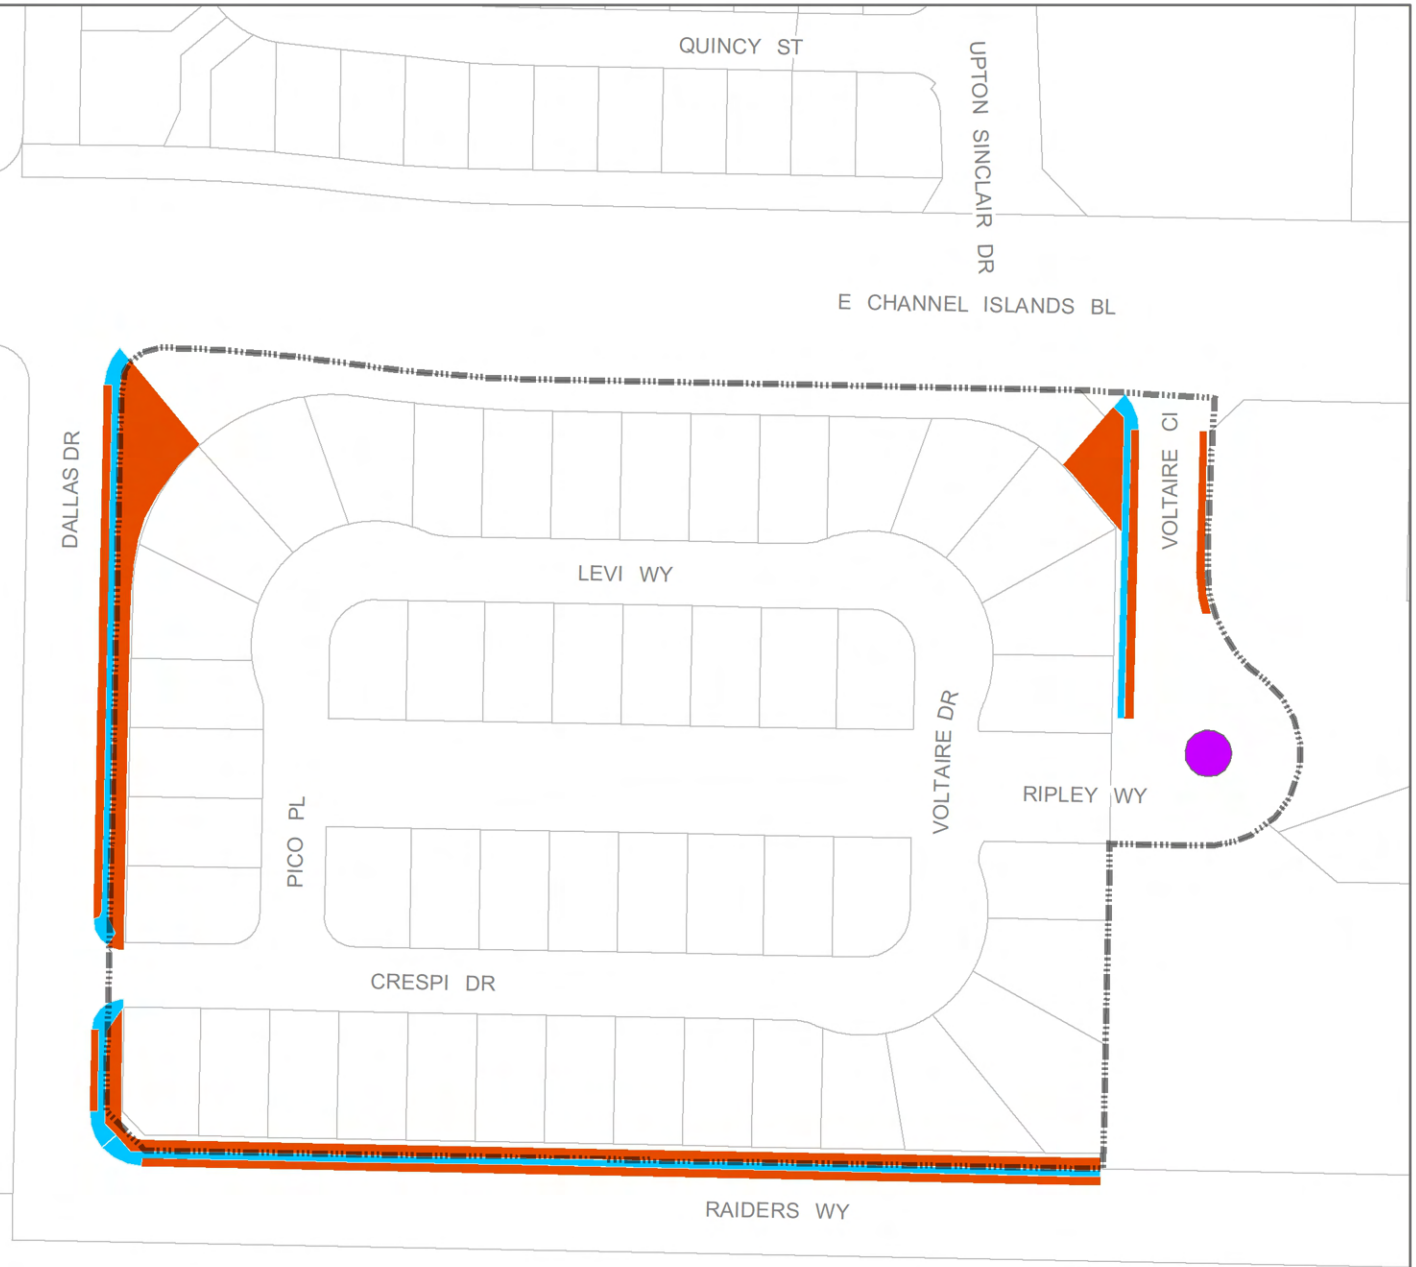 QUINCY ST
UPTON SINCLAIR DR
E CHANNEL ISLANDS BL
DALLAS DR
VOLTAIRE CI
LEVI WY
VOLTAIRE DR
RIPLEY WY
PICO PL
CRESPI DR
RAIDERS WY